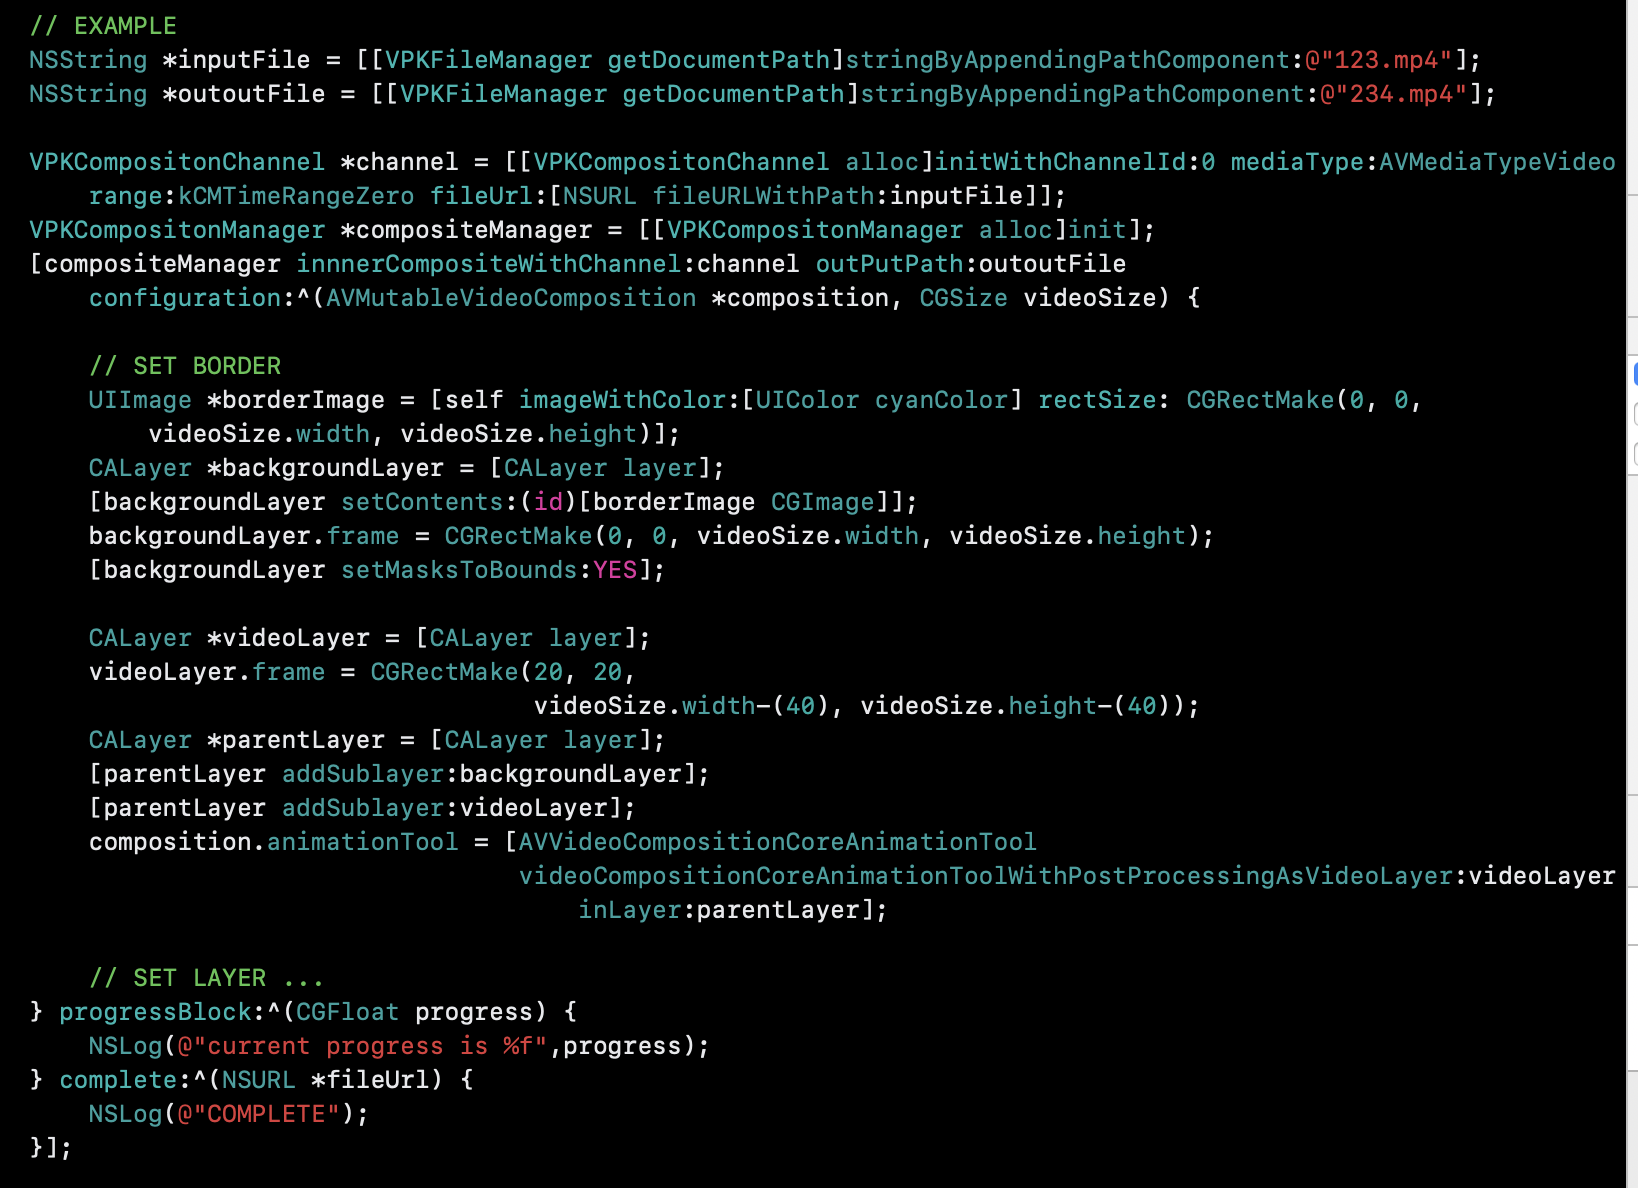 // EXAMPLE
NSString *inputFile = [[VPKFileManager getDocumentPath]stringByAppendingPathComponent:@"123.mp4"];
NSString *outoutFile = [[VPKFileManager getDocumentPath]stringByAppendingPathComponent:@"234.mp4"];
VPKCompositonChannel *channel = [[VPKCompositonChannel alloc]initWithChannelId:0 mediaType:AVMediaTypeVideo
range:kCMTimeRangeZero fileUrl:[NSURL fileURLWithPath:inputFile]];
VPKCompositonManager *compositeManager = [[VPKCompositonManager alloc]init];
[compositeManager innnerCompositeWithChannel:channel outPutPath:outoutFile
configuration:^(AVMutableVideoComposition *composition, CGSize videoSize) {
// SET BORDER
UIImage *borderImage = [self imageWithColor:[UIColor cyanColor] rectSize: CGRectMake(0, 0,
videoSize.width, videoSize.height)];
CALayer *backgroundLayer = [CALayer layer];
[backgroundLayer setContents:(id)[borderImage CGImage]];
backgroundLayer.frame = CGRectMake(0, 0, videoSize.width, videoSize.height);
[backgroundLayer setMasksToBounds:YES];
CALayer *videoLayer = [CALayer layer];
videoLayer.frame = CGRectMake(20, 20,
videoSize.width-(40), videoSize.height-(40));
CALayer *parentLayer = [CALayer layer];
[parentLayer addSublayer:backgroundLayer];
[parentLayer addSublayer:videoLayer];
composition.animationTool = [AVVideoCompositionCoreAnimationTool
videoCompositionCoreAnimationToolWithPostProcessingAsVideoLayer:videoLayer
inLayer:parentLayer];
// SET LAYER ...
} progressBlock:^(CGFloat progress) {
NSLog(@"current progress is %f",progress);
} complete:^(NSURL *fileUrl) {
NSLog(@"COMPLETE");
}];